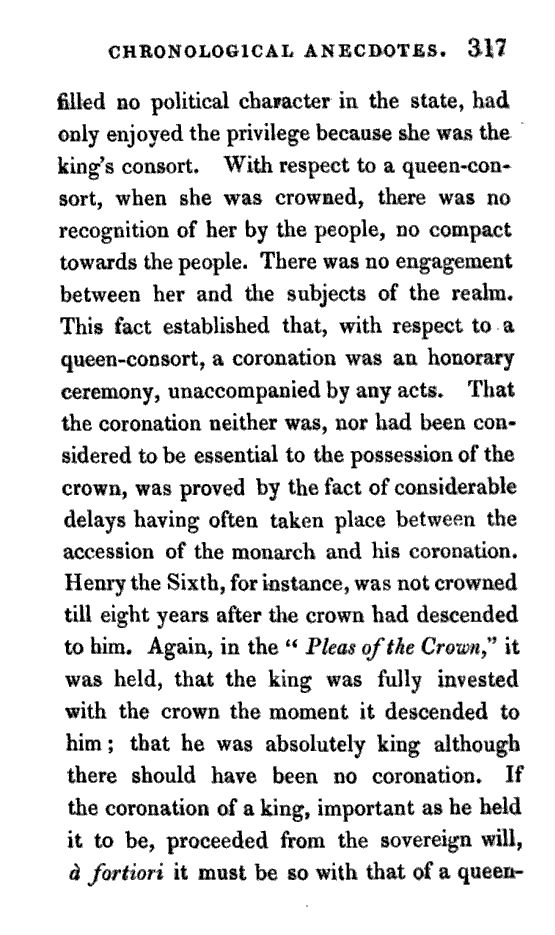 CHRONOLOGICAL ANECDOTES. 317
filled no political character in the state, had
only enjoyed the privilege because she was the
king's consort. With respect to a queen-con-
sort, when she was crowned, there was no
recognition of her by the people, no compact
towards the people. There was no engagement
between her and the subjects of the realm.
This fact established that, with respect to a
queen-consort, a coronation was an honorary
ceremony, unaccompanied by any acts. That
the coronation neither was, nor had been con-
sidered to be essential to the possession of the
crown, was proved by the fact of considerable
delays having often taken place between the
accession of the monarch and his coronation.
Henry the Sixth, for instance, was not crowned
till eight years after the crown had descended
to him. Again, in the “ Pleas of the Crown,” it
was held, that the king was fully invested
with the crown the moment it descended to
him ; that he was absolutely king although
there should have been no coronation. If
the coronation of a king, important as he held
it to be, proceeded from the sovereign will,
à fortiori it must be so with that of a queen-